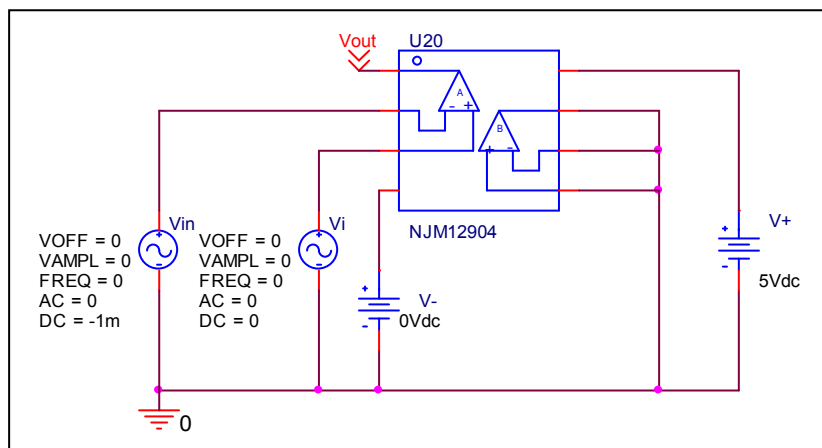 Vout
U20
A
- +
B
+ -
NJM12904
Vin
VOFF = 0
VAMPL = 0
FREQ = 0
AC = 0
DC = -1m
Vi
VOFF = 0
VAMPL = 0
FREQ = 0
AC = 0
DC = 0
V-
0Vdc
V+
5Vdc
0